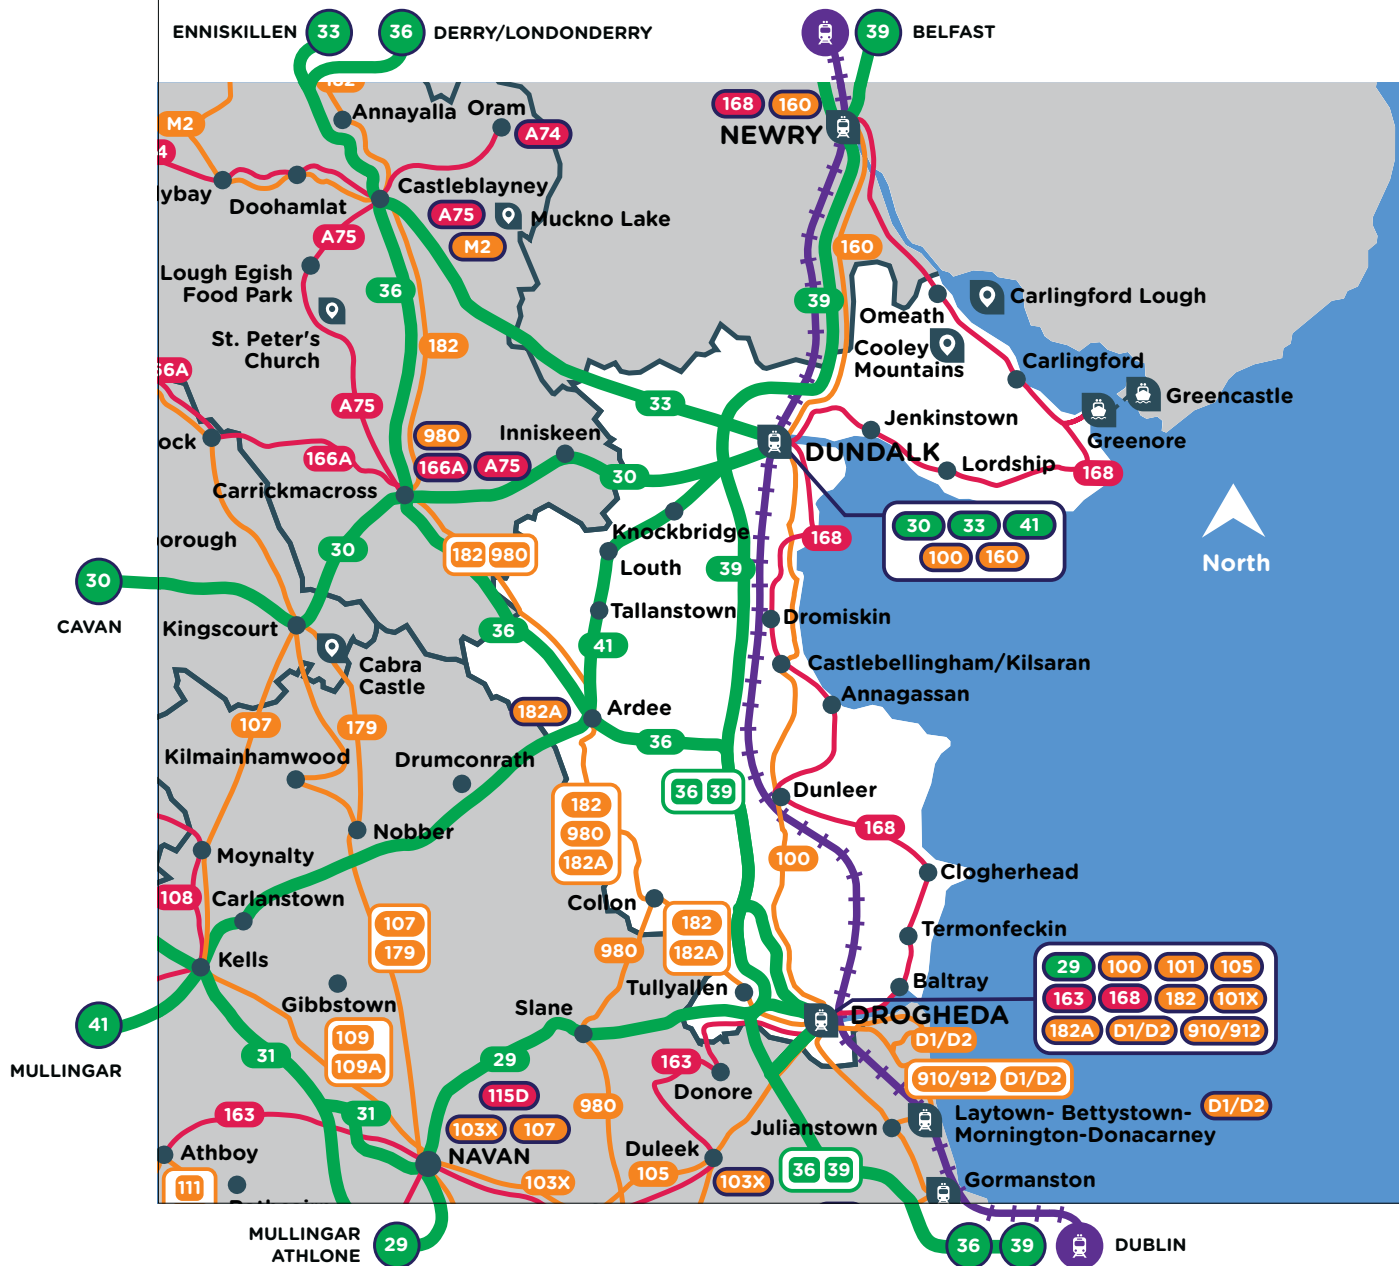 ENNISKILLEN
33
36
DERRY/LONDONDERRY
39
BELFAST
182
Annayalla
Oram
A74
168
160
NEWRY
M2
4
lybay
Doohamlat
Castleblayney
A75
Muckno Lake
M2
A75
160
Lough Egish
Food Park
36
39
Carlingford Lough
Omeath
St. Peter's
Church
182
Cooley
Mountains
Carlingford
66A
Greencastle
A75
33
Jenkinstown
Greenore
ock
980
Inniskeen
DUNDALK
166A
166A
A75
30
Lordship
168
Carrickmacross
30
33
41
100
160
Knockbridge
168
orough
30
182
980
North
Louth
39
30
CAVAN
Kingscourt
36
Tallanstown
Dromiskin
41
Cabra
Castle
Castlebellingham/Kilsaran
Annagassan
182A
Ardee
107
179
36
Kilmainhamwood
Drumconrath
36
39
Dunleer
182
980
182A
Nobber
168
Moynalty
100
Clogherhead
108
Carlanstown
Collon
107
179
182
182A
Termonfeckin
980
Kells
Baltray
29
100
101
105
163
168
182
101X
182A
D1/D2
910/912
Gibbstown
Tullyallen
Slane
DROGHEDA
41
MULLINGAR
109
109A
31
29
163
Donore
D1/D2
910/912
D1/D2
115D
980
163
31
103X
107
Julianstown
Laytown- Bettystown-
Mornington-Donacarney
D1/D2
Athboy
NAVAN
Duleek
105
36
39
111
103X
103X
Gormanston
MULLINGAR
ATHLONE
29
36
39
DUBLIN